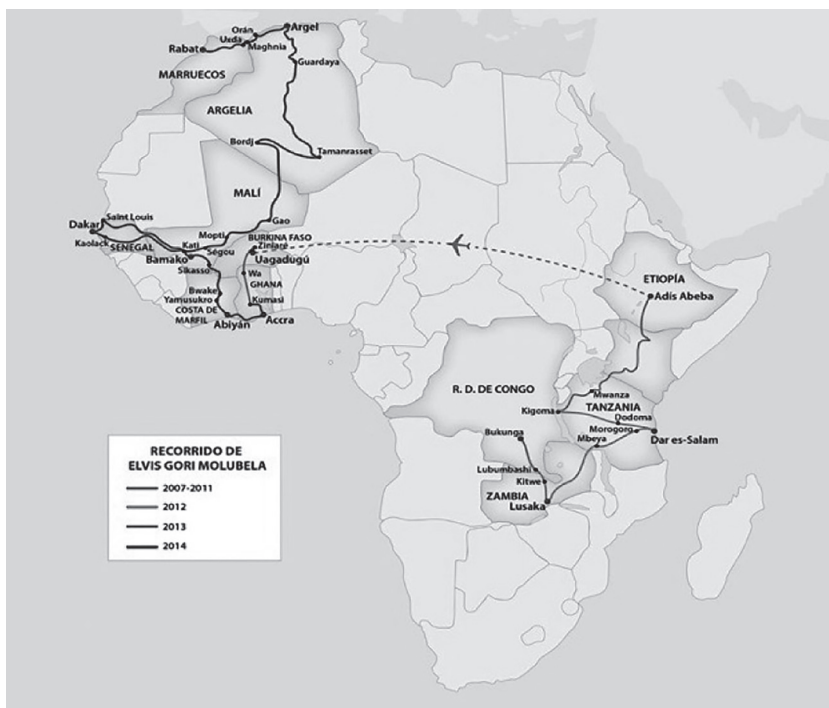 Orán
Argel
Uxda
Maghnia
Rabat
Guardaya
MARRUECOS
ARGELIA
Bordj
Tamanrasset
MALÍ
Saint Louis
Gao
Dakar
Mopti
BURKINA FASO
Kaolack
SENEGAL
Kati
Ziniaré
Ségou
Uagadugú
Bamako
Sikasso
Wa
GHANA
ETIOPÍA
Adís Abeba
Bwake
Yamusukro
Kumasi
COSTA DE
MARFIL
Abiyán
Accra
R. D. DE CONGO
Mwanza
Kigoma
TANZANIA
Dodoma
Bukunga
Morogoro
Mbeya
Dar es-Salam
Lubumbashi
Kitwe
ZAMBIA
Lusaka
RECORRIDO DE
ELVIS GORI MOLUBELA
2007-2011
2012
2013
2014